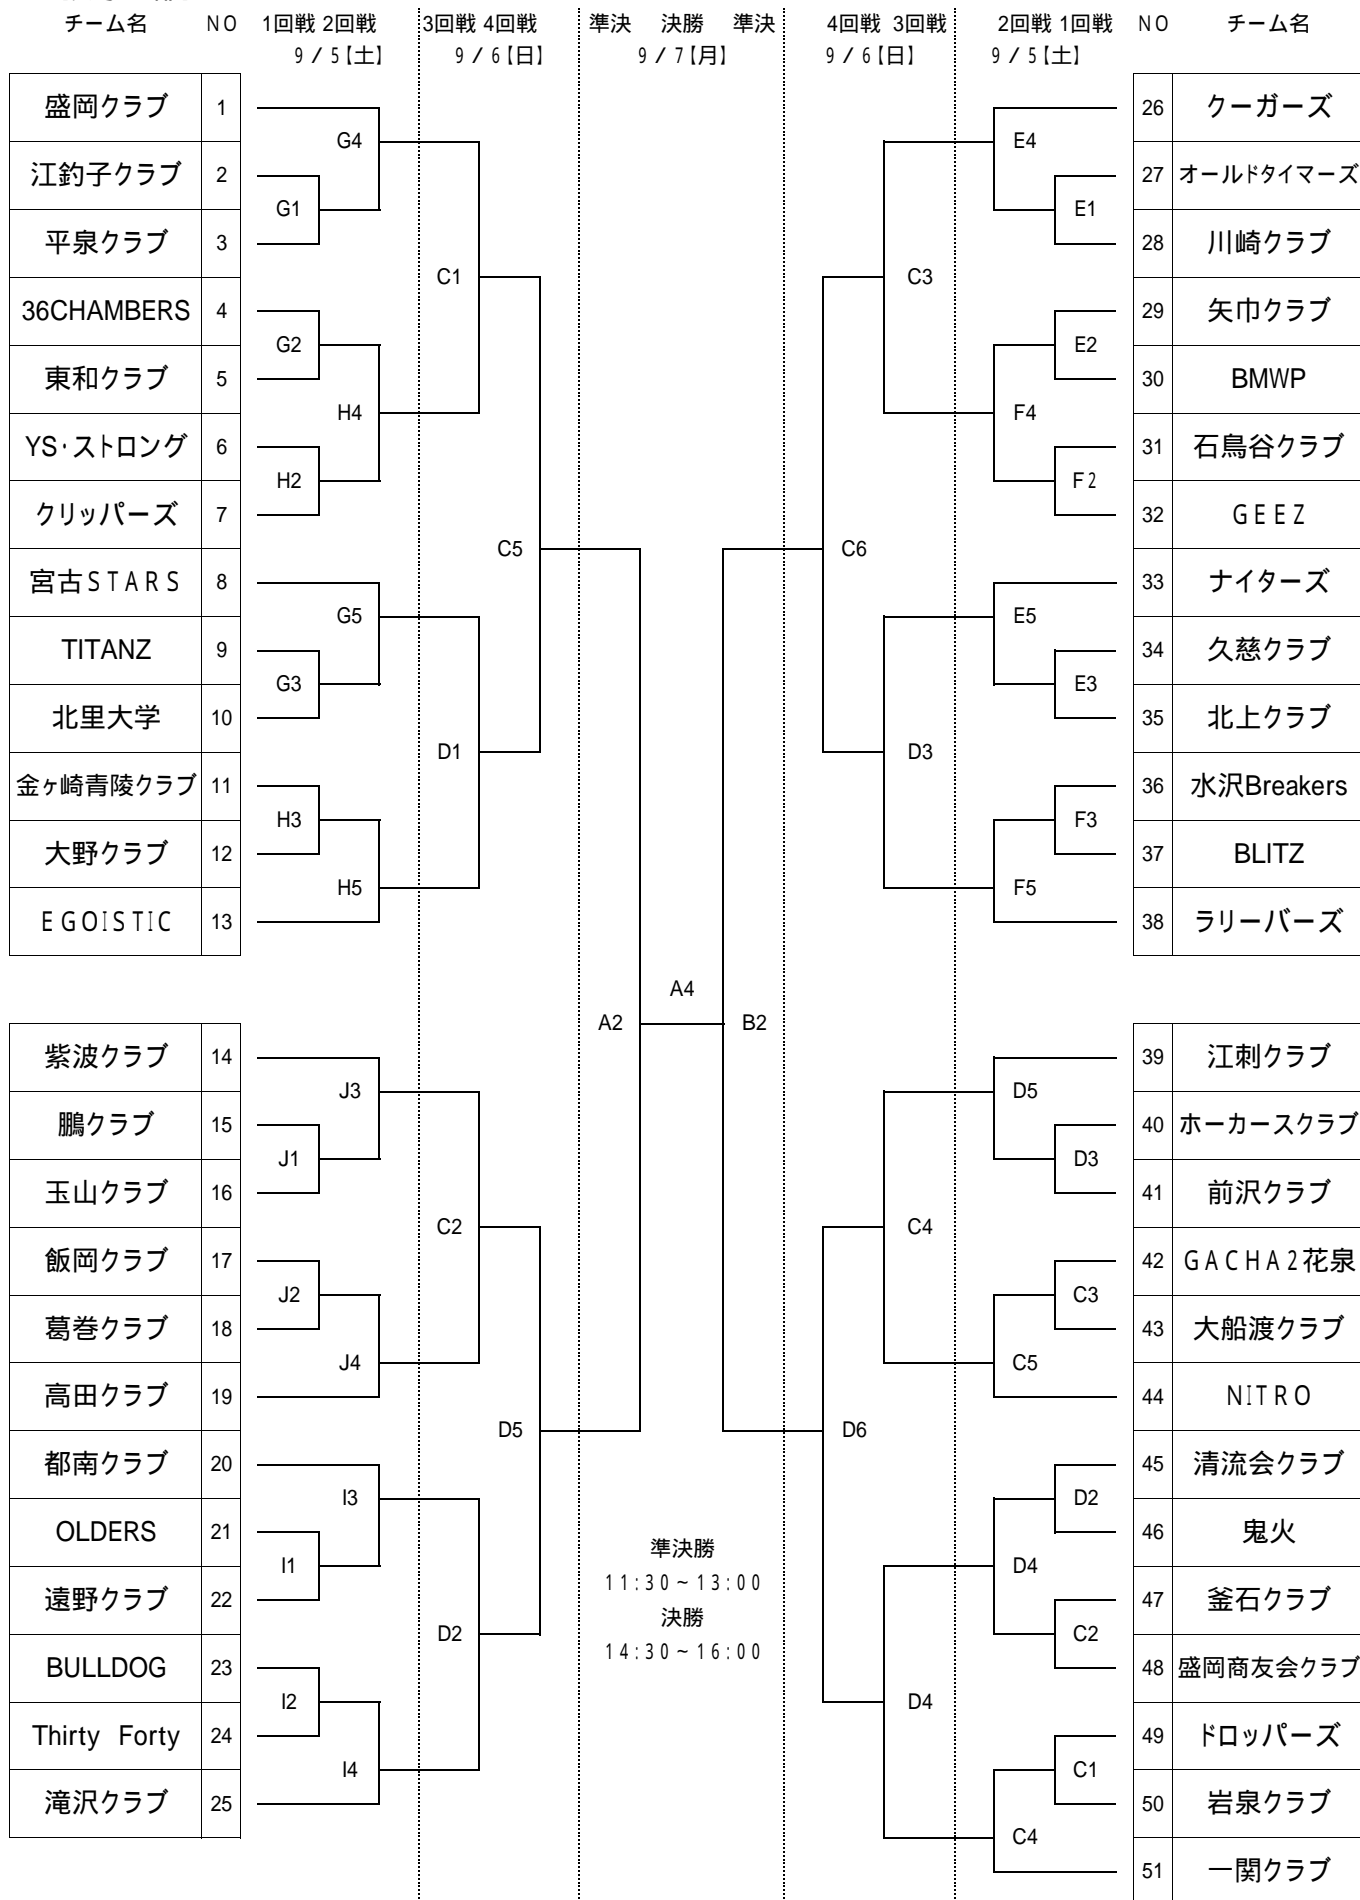 チーム名 NO 1回戦 2回戦 3回戦 4回戦 準決 決勝 準決 4回戦 3回戦 2回戦 1回戦 NO チーム名
9/5【土】 9/6【日】 9/7【月】 9/6【日】 9/5【土】
盛岡クラブ 1 26 クーガーズ
G4 E4
江釣子クラブ 2 27 オールドタイマーズ
G1 E1
平泉クラブ 3 28 川崎クラブ
C1 C3
36CHAMBERS 4 29 矢巾クラブ
G2 E2
東和クラブ 5 30 BMWP
H4 F4
YS・ストロング 6 31 石鳥谷クラブ
H2 F2
クリッパーズ 7 32 GEEZ
C5 C6
宮古STARS 8 33 ナイターズ
G5 E5
TITANZ 9 34 久慈クラブ
G3 E3
北里大学 10 35 北上クラブ
D1 D3
金ヶ崎青陵クラブ 11 36 水沢Breakers
H3 F3
大野クラブ 12 37 BLITZ
H5 F5
EGOISTIC 13 38 ラリーバーズ
A4
A2 B2
紫波クラブ 14 39 江刺クラブ
J3 D5
鵬クラブ 15 40 ホーカースクラブ
J1 D3
玉山クラブ 16 41 前沢クラブ
C2 C4
飯岡クラブ 17 42 GACHA2花泉
J2 C3
葛巻クラブ 18 43 大船渡クラブ
J4 C5
高田クラブ 19 44 NITRO
D5 D6
都南クラブ 20 45 清流会クラブ
I3 D2
OLDERS 21 46 鬼火
準決勝
I1 D4
11:30~13:00
遠野クラブ 22 47 釜石クラブ
決勝
D2 C2
14:30~16:00
BULLDOG 23 48 盛岡商友会クラブ
I2 D4
Thirty Forty 24 49 ドロッパーズ
I4 C1
滝沢クラブ 25 50 岩泉クラブ
C4
51 一関クラブ